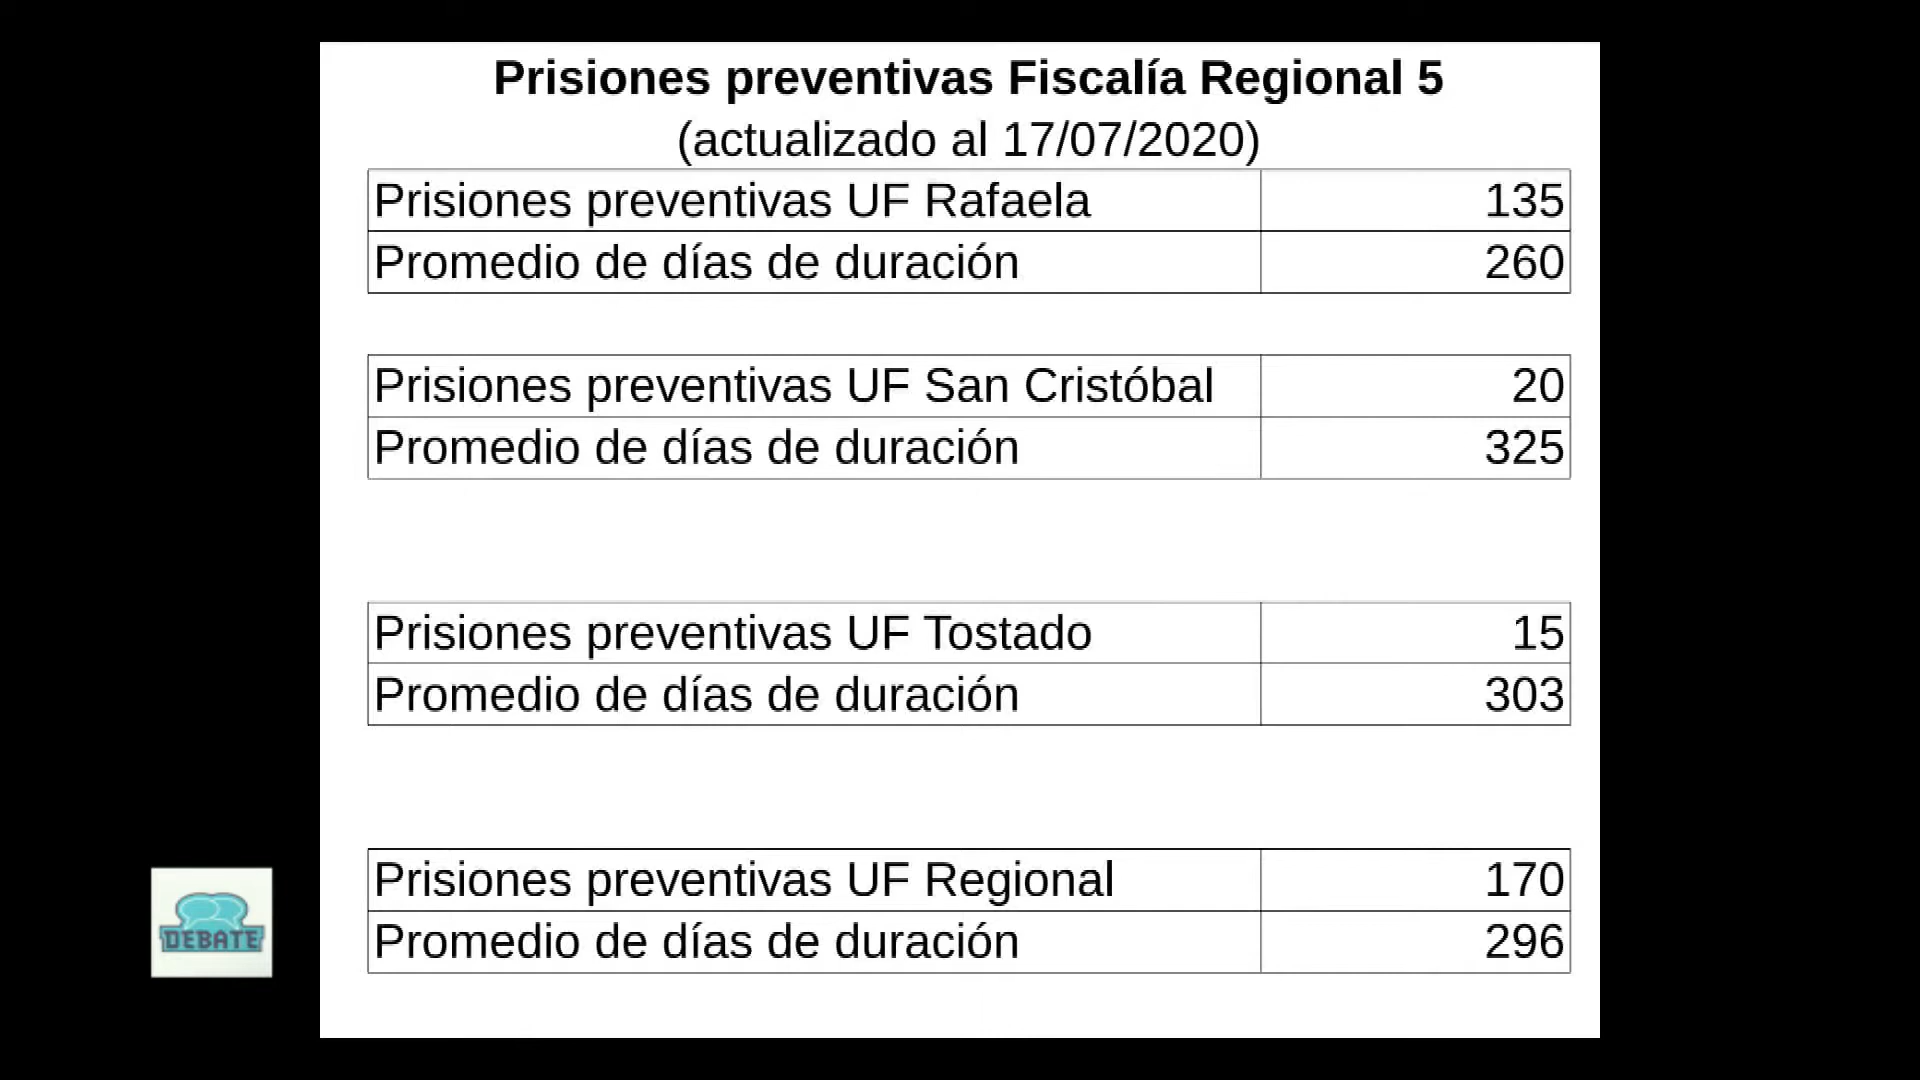 Prisiones preventivas Fiscalía Regional 5
(actualizado al 17/07/2020)
Prisiones preventivas UF Rafaela 135
Promedio de días de duración 260
Prisiones preventivas UF San Cristóbal 20
Promedio de días de duración 325
Prisiones preventivas UF Tostado 15
Promedio de días de duración 303
Prisiones preventivas UF Regional 170
Promedio de días de duración 296
DEBATE